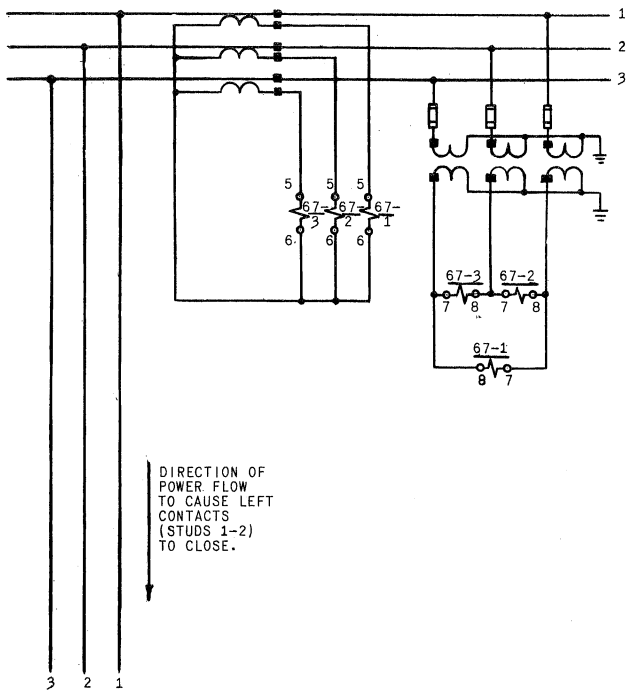 1
2
3
5 5 5
67-3 67-2 67-1
6 6 6
67-3 67-2
7 8 7 8
67-1
8 7
DIRECTION OF
POWER FLOW
TO CAUSE LEFT
CONTACTS
(STUDS 1-2)
TO CLOSE.
3 2 1